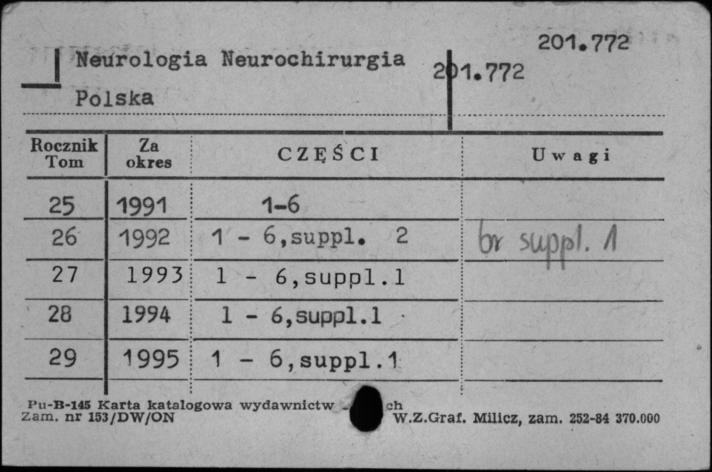 201.772
Neurologia Neurochirurgia 201.772
Polska
Rocznik Tom Za okres CZĘŚCI Uwagi
25 1991 1-6
26 1992 1 - 6,suppl. 2 br suppl. 1
27 1993 1 - 6,suppl.1
28 1994 1 - 6,suppl.1
29 1995 1 - 6,suppl.1
Pu-B-145 Karta katalogowa wydawnictw ch
Zam. nr 153/DW/ON W.Z.Graf. Milicz, zam. 252-84 370.000